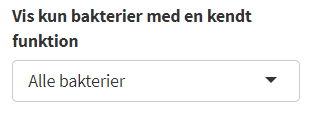 Vis kun bakterier med en kendt
funktion
Alle bakterier